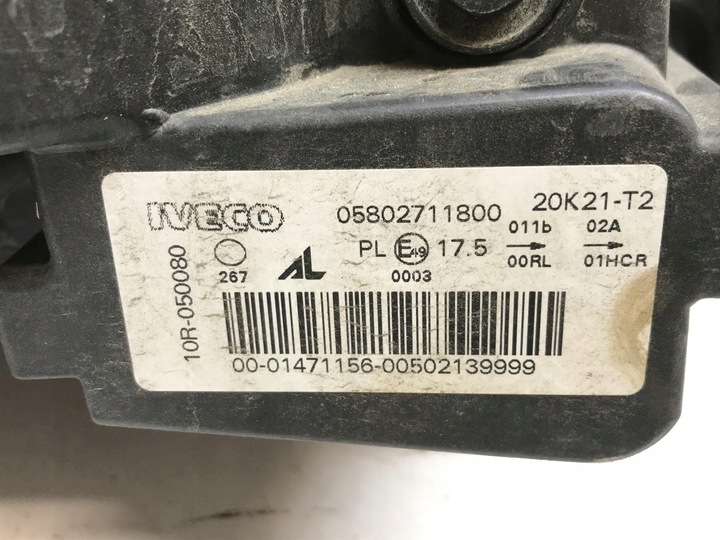 IVECO 05802711800 20K21-T2
011b 02A
PL E49 17.5
00RL 01HCR
267 AL 0003
10R-050080
00-01471156-00502139999